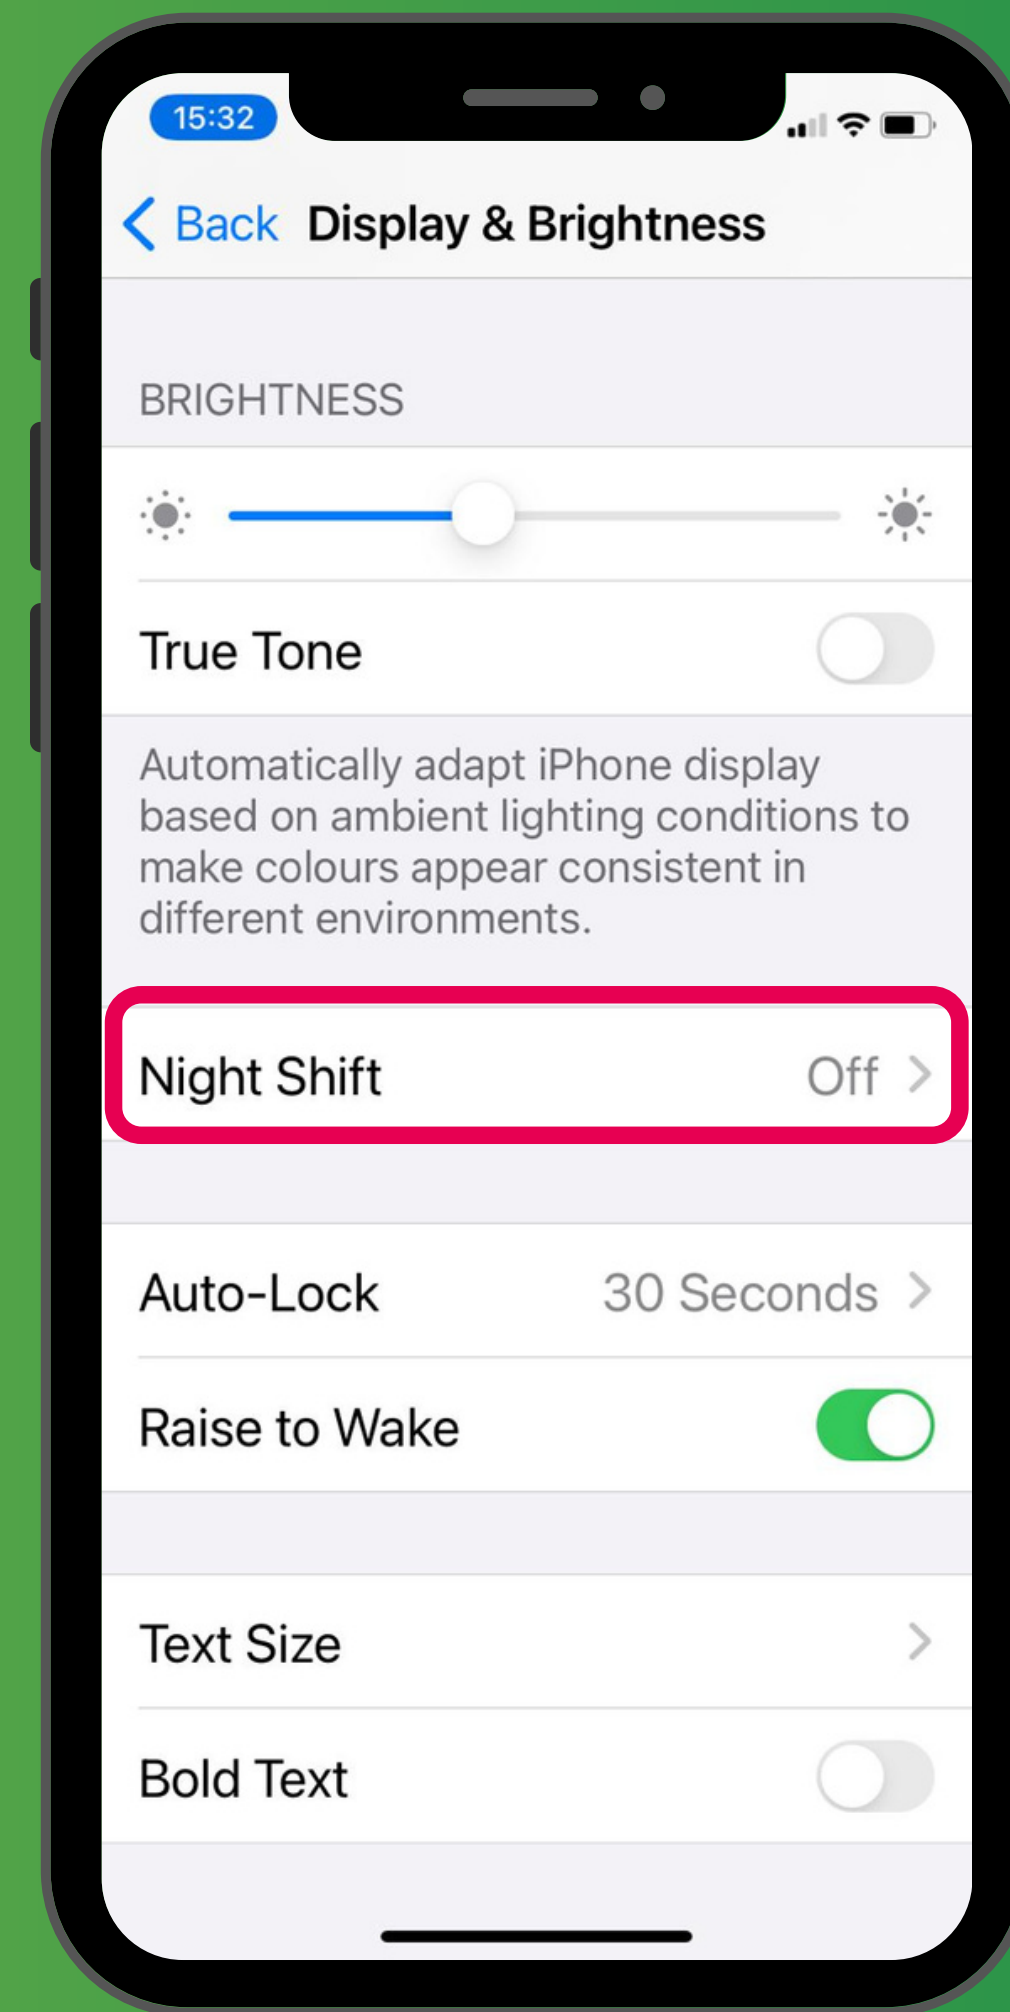 15:32
Back Display & Brightness
BRIGHTNESS
True Tone
Automatically adapt iPhone display
based on ambient lighting conditions to
make colours appear consistent in
different environments.
Night Shift Off
Auto-Lock 30 Seconds
Raise to Wake
Text Size
Bold Text